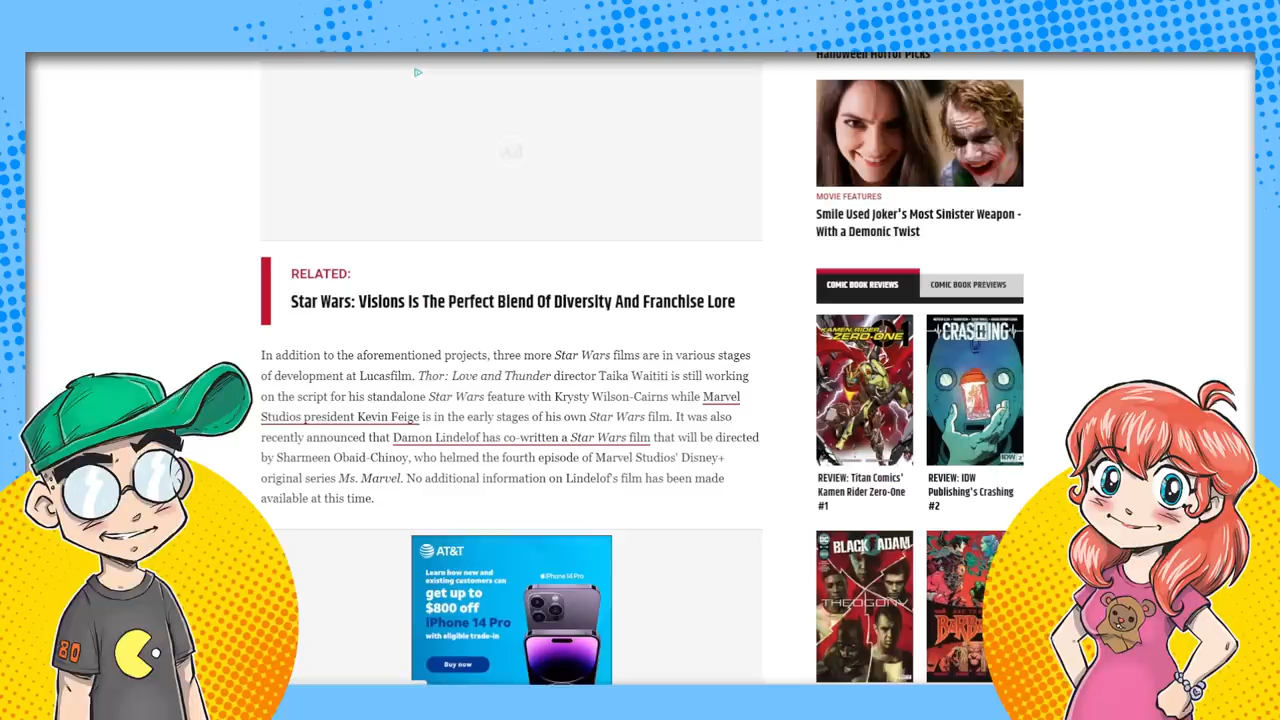 Halloween Horror Picks
Ad
MOVIE FEATURES
Smile Used Joker's Most Sinister Weapon -
With a Demonic Twist
RELATED:
Star Wars: Visions Is The Perfect Blend Of Diversity And Franchise Lore
COMIC BOOK REVIEWS
COMIC BOOK PREVIEWS
In addition to the aforementioned projects, three more Star Wars films are in various stages
of development at Lucasfilm. Thor: Love and Thunder director Taika Waititi is still working
on the script for his standalone Star Wars feature with Krysty Wilson-Cairns while Marvel
Studios president Kevin Feige is in the early stages of his own Star Wars film. It was also
recently announced that Damon Lindelof has co-written a Star Wars film that will be directed
by Sharmeen Obaid-Chinoy, who helmed the fourth episode of Marvel Studios' Disney+
original series Ms. Marvel. No additional information on Lindelof's film has been made
available at this time.
KAMEN RIDER
ZERO-ONE
CRASHING
IDW
REVIEW: Titan Comics'
Kamen Rider Zero-One
#1
REVIEW: IDW
Publishing's Crashing
#2
AT&T
Learn how new and
existing customers can
get up to
$800 off
iPhone 14 Pro
with eligible trade-in
Buy now
iPhone 14 Pro
BLACK ADAM
THEOGONY
80